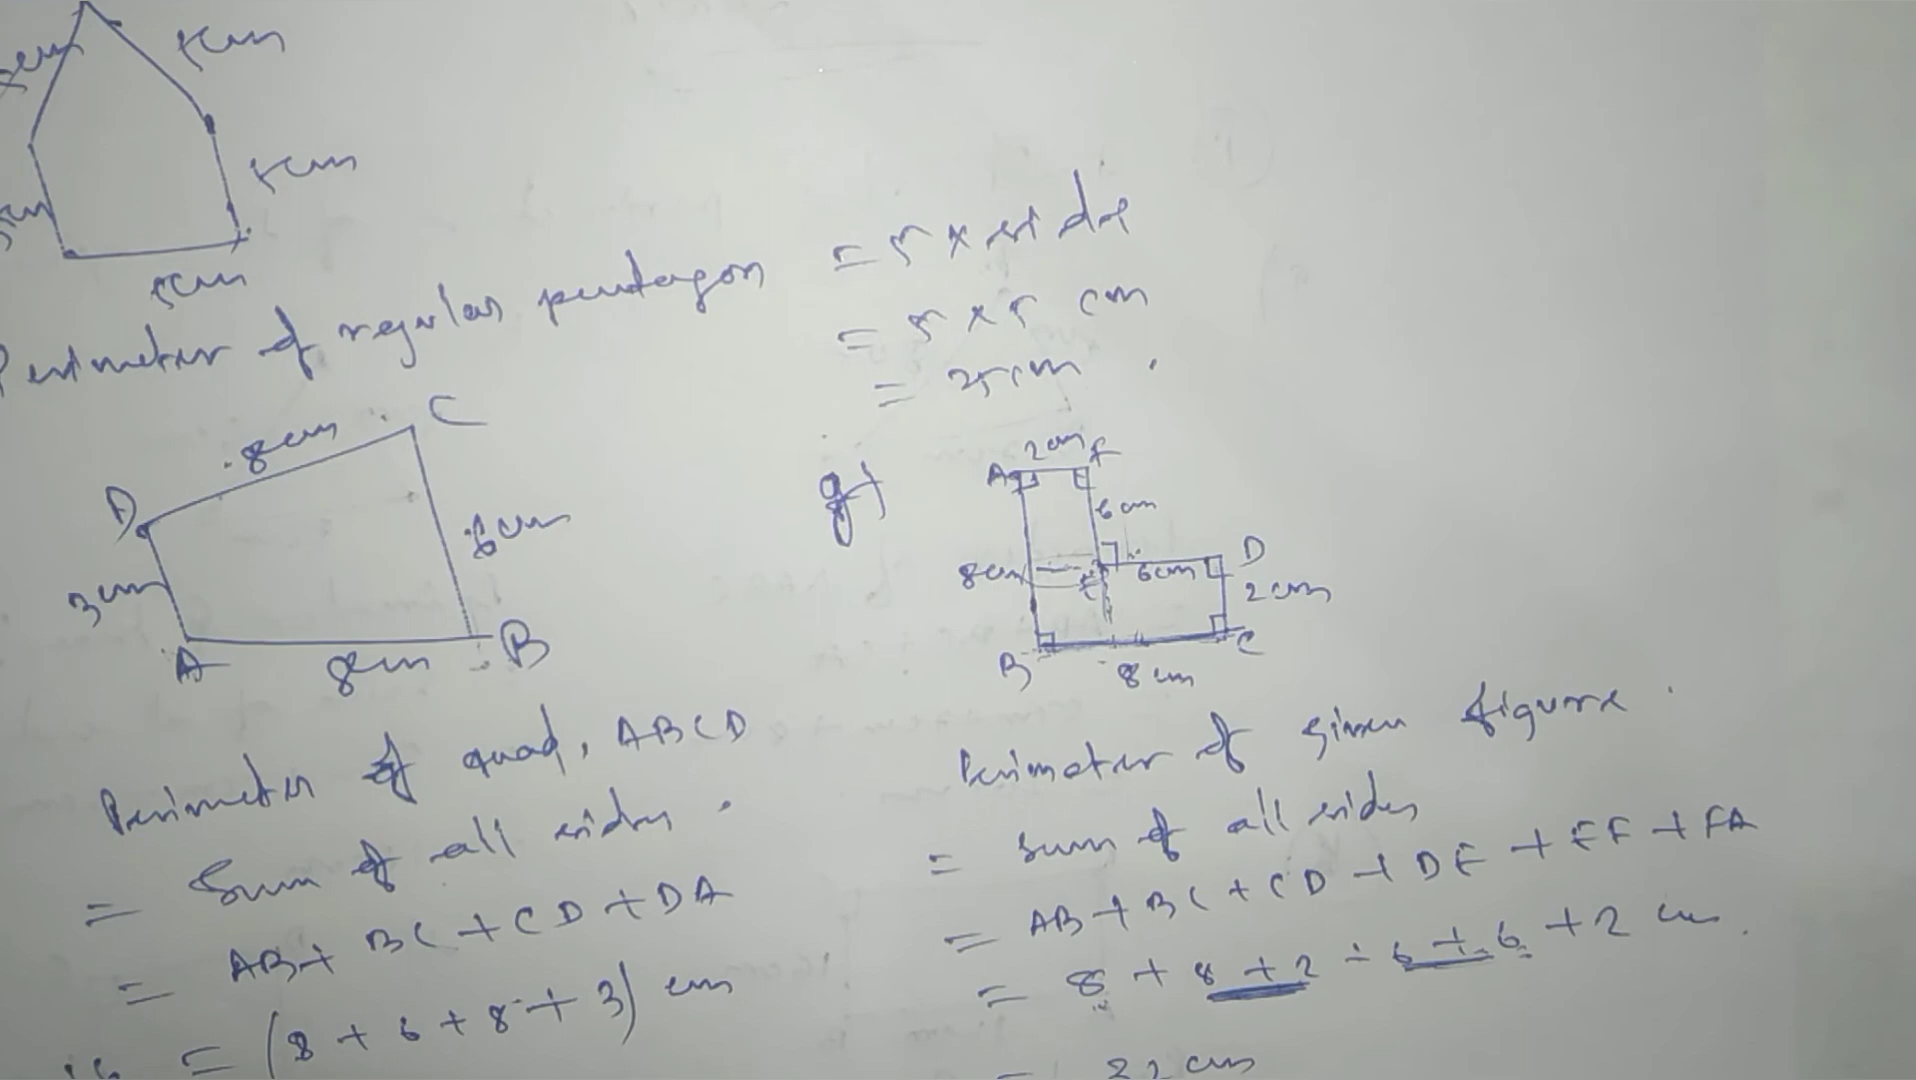 5cm
5cm
5cm
Perimeter of regular pentagon = 5 × side
= 5 × 5 cm
= 25 cm
8cm
C
D
6cm
3cm
A
8cm
B
Perimeter of quad, ABCD
= Sum of all sides.
= AB + BC + CD + DA
= (8 + 6 + 8 + 3) cm
g)
2cm
A
F
6cm
8cm
E
6cm
D
2cm
B
8cm
C
Perimeter of given figure.
= Sum of all sides
= AB + BC + CD + DE + EF + FA
= 8 + 8 + 2 + 6 + 6 + 2 cm.
= 32 cm